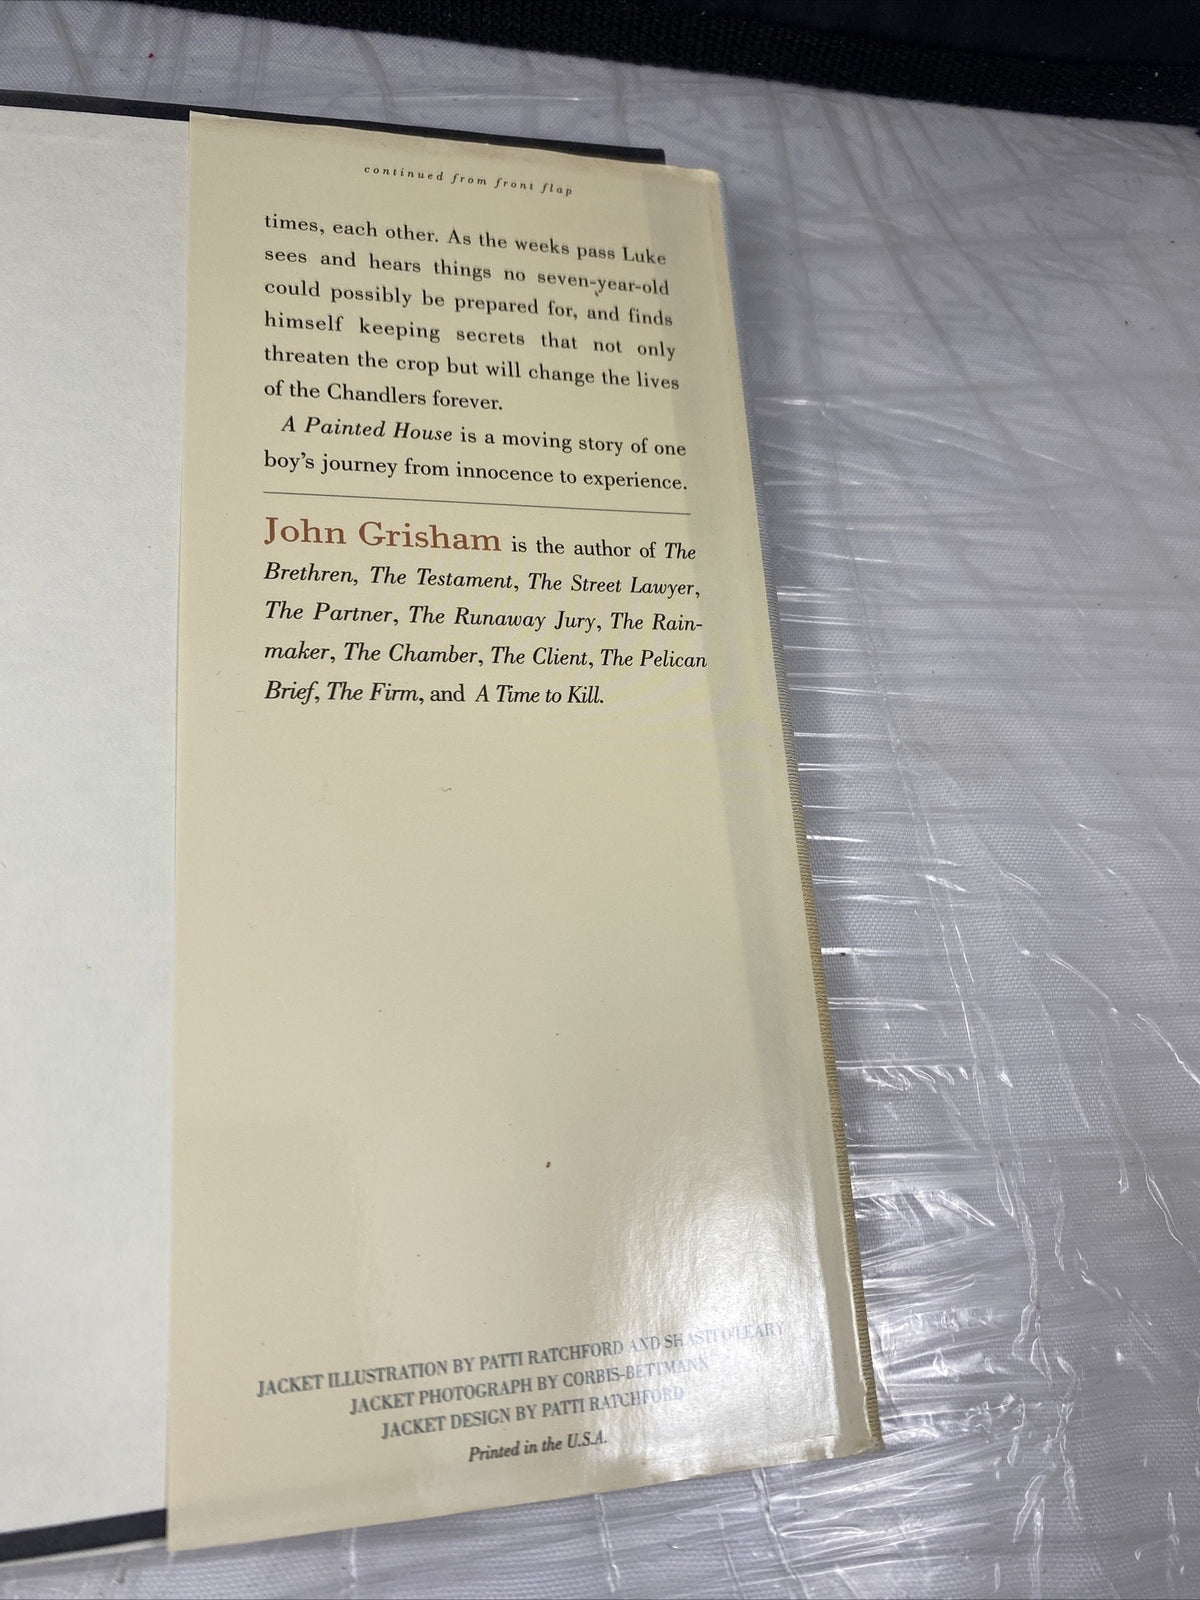 continued from front flap
times, each other. As the weeks pass Luke
sees and hears things no seven-year-old
could possibly be prepared for, and finds
himself keeping secrets that not only
threaten the crop but will change the lives
of the Chandlers forever.
A Painted House is a moving story of one
boy's journey from innocence to experience.
John Grisham is the author of The
Brethren, The Testament, The Street Lawyer,
The Partner, The Runaway Jury, The Rain-
maker, The Chamber, The Client, The Pelican
Brief, The Firm, and A Time to Kill.
JACKET ILLUSTRATION BY PATTI RATCHFORD AND SHASTI O'LEARY
JACKET PHOTOGRAPH BY CORBIS-BETTMANN
JACKET DESIGN BY PATTI RATCHFORD
Printed in the U.S.A.